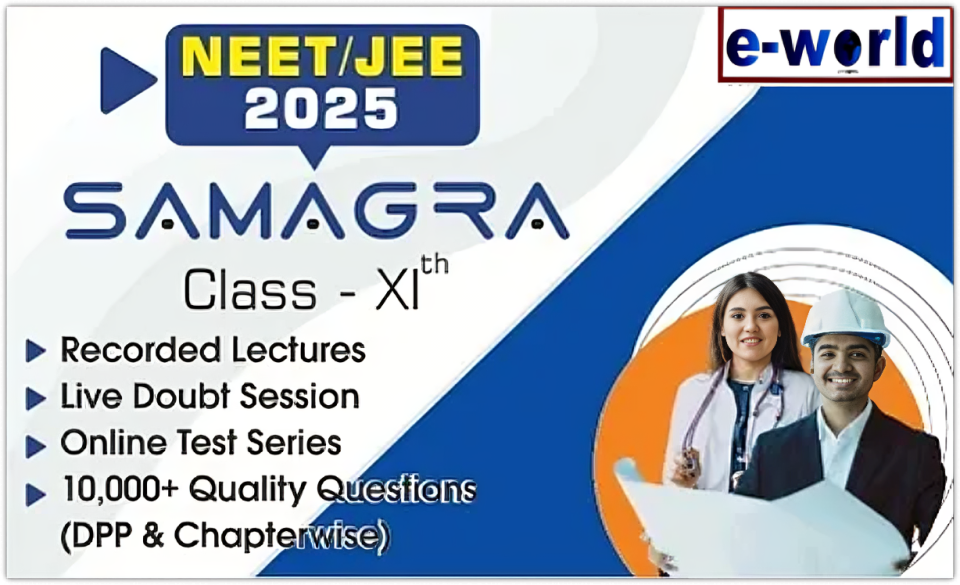 NEET/JEE
2025
e-world
SAMAGRA
Class - XIth
Recorded Lectures
Live Doubt Session
Online Test Series
10,000+ Quality Questions
(DPP & Chapterwise)